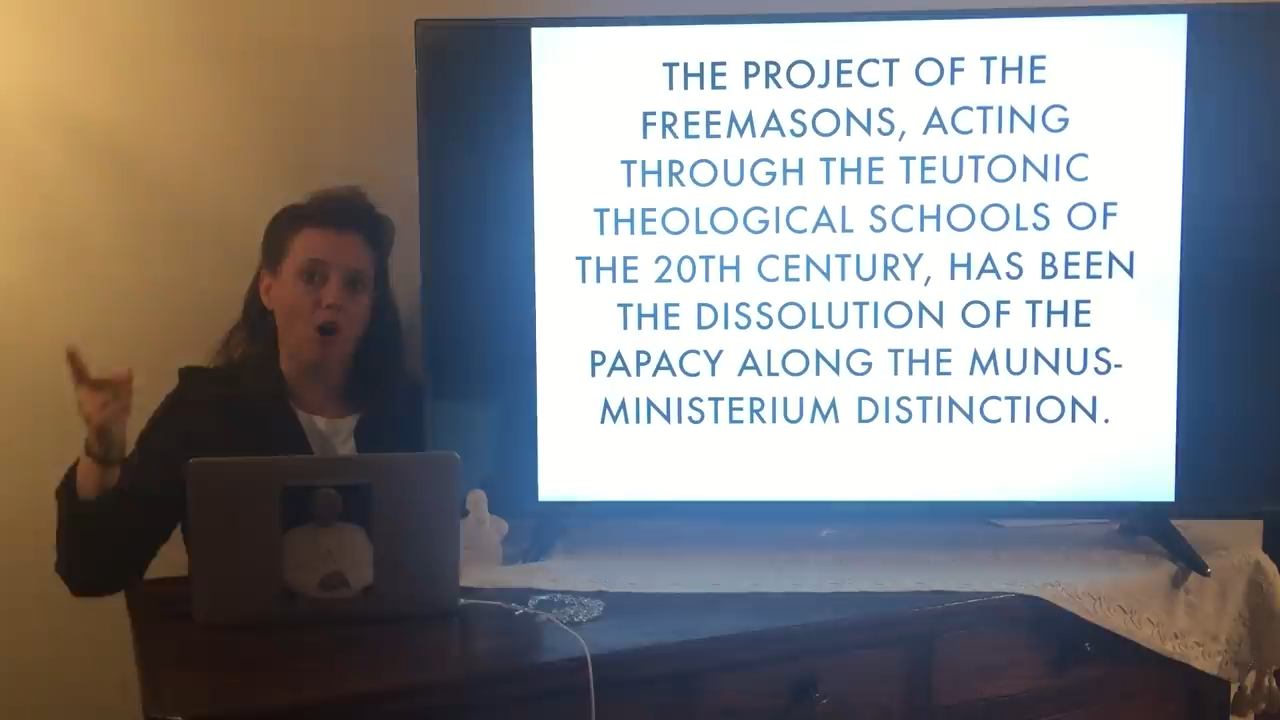 THE PROJECT OF THE
FREEMASONS, ACTING
THROUGH THE TEUTONIC
THEOLOGICAL SCHOOLS OF
THE 20TH CENTURY, HAS BEEN
THE DISSOLUTION OF THE
PAPACY ALONG THE MUNUS-
MINISTERIUM DISTINCTION.